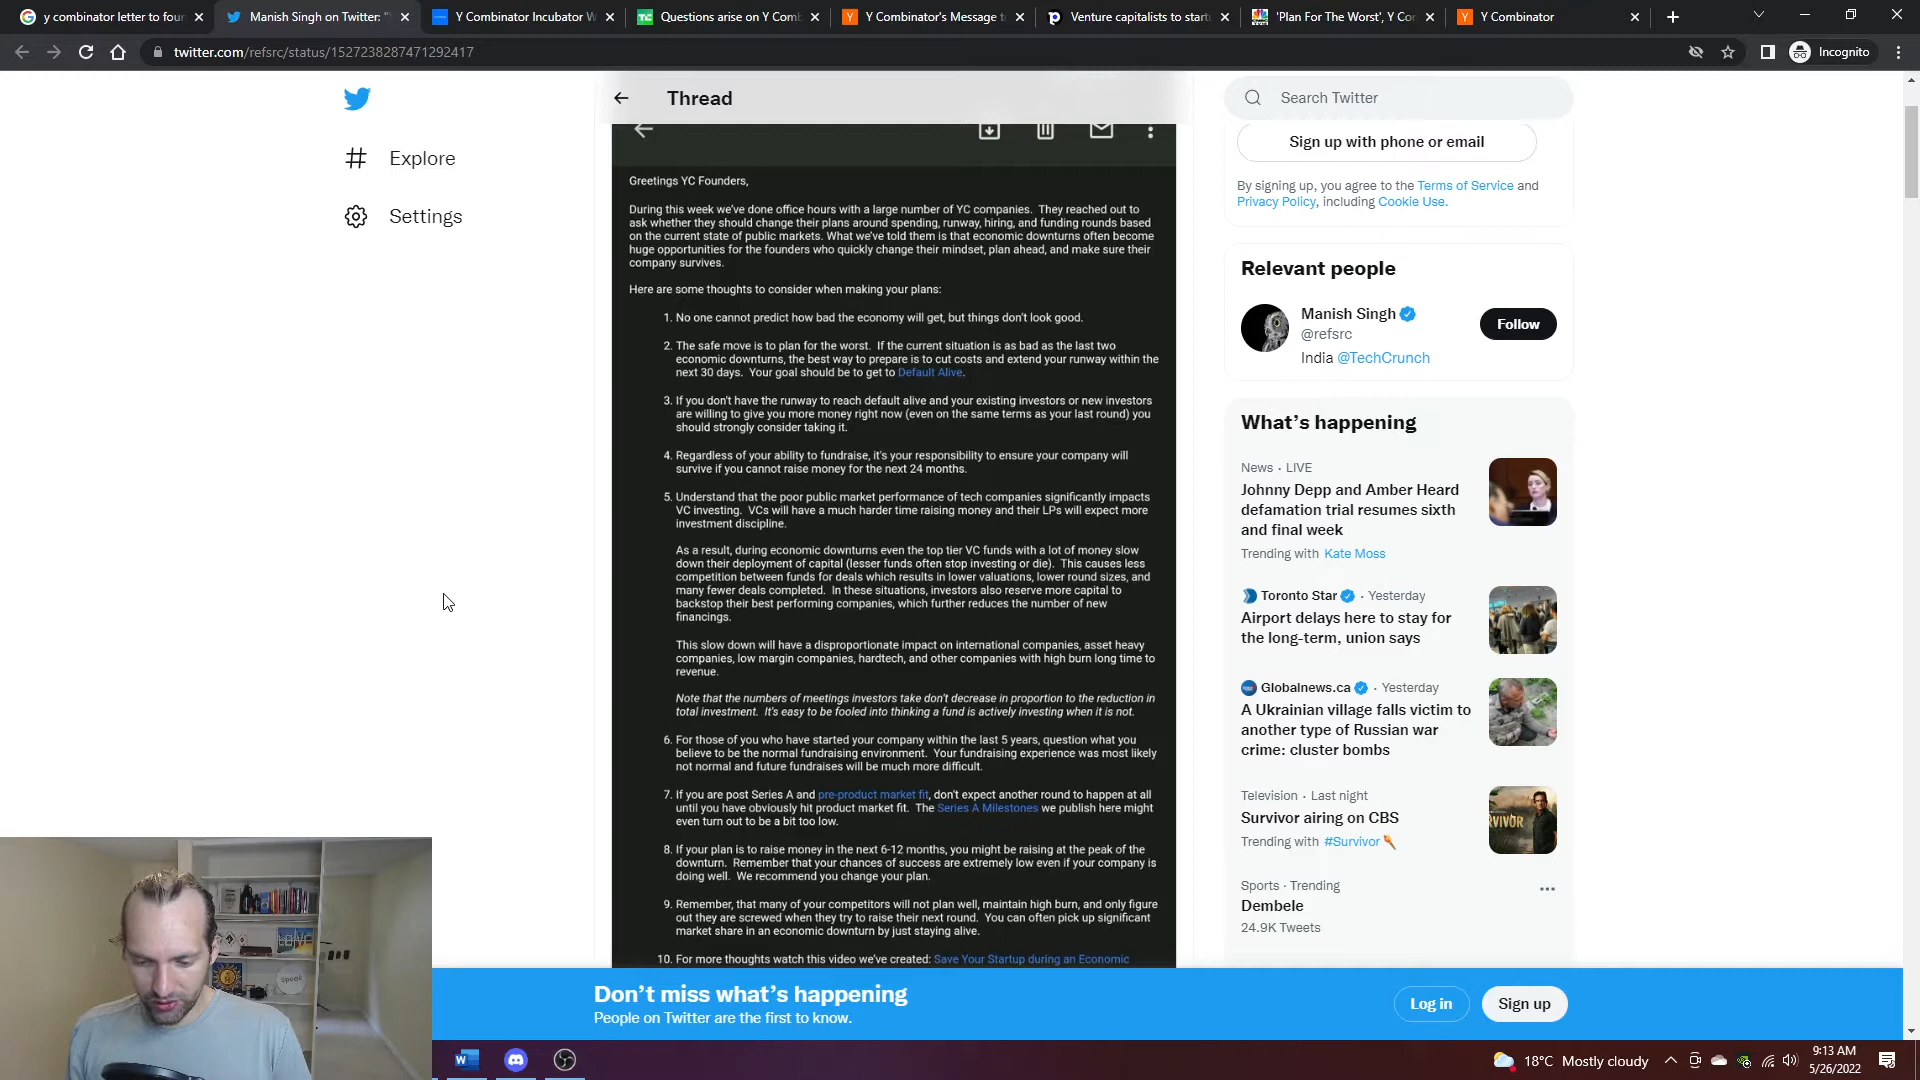 y combinator letter to four
Manish Singh on Twitter: "
Y Combinator Incubator W
Questions arise on Y Comb
Y Combinator's Message to
Venture capitalists to start
'Plan For The Worst', Y Co
Y Combinator
twitter.com/refsrc/status/1527238287471292417
Incognito
Explore
Settings
Thread
Greetings YC Founders,
During this week we've done office hours with a large number of YC companies. They reached out to
ask whether they should change their plans around spending, runway, hiring, and funding rounds based
on the current state of public markets. What we've told them is that economic downturns often become
huge opportunities for the founders who quickly change their mindset, plan ahead, and make sure their
company survives.
Here are some thoughts to consider when making your plans:
1. No one cannot predict how bad the economy will get, but things don't look good.
2. The safe move is to plan for the worst. If the current situation is as bad as the last two
economic downturns, the best way to prepare is to cut costs and extend your runway within the
next 30 days. Your goal should be to get to Default Alive.
3. If you don't have the runway to reach default alive and your existing investors or new investors
are willing to give you more money right now (even on the same terms as your last round) you
should strongly consider taking it.
4. Regardless of your ability to fundraise, it's your responsibility to ensure your company will
survive if you cannot raise money for the next 24 months.
5. Understand that the poor public market performance of tech companies significantly impacts
VC investing. VCs will have a much harder time raising money and their LPs will expect more
investment discipline.
As a result, during economic downturns even the top tier VC funds with a lot of money slow
down their deployment of capital (lesser funds often stop investing or die). This causes less
competition between funds for deals which results in lower valuations, lower round sizes, and
many fewer deals completed. In these situations, investors also reserve more capital to
backstop their best performing companies, which further reduces the number of new
financings.
This slow down will have a disproportionate impact on international companies, asset heavy
companies, low margin companies, hardtech, and other companies with high burn long time to
revenue.
Note that the numbers of meetings investors take don't decrease in proportion to the reduction in
total investment. It's easy to be fooled into thinking a fund is actively investing when it is not.
6. For those of you who have started your company within the last 5 years, question what you
believe to be the normal fundraising environment. Your fundraising experience was most likely
not normal and future fundraises will be much more difficult.
7. If you are post Series A and pre-product market fit, don't expect another round to happen at all
until you have obviously hit product market fit. The Series A Milestones we publish here might
even turn out to be a bit too low.
8. If your plan is to raise money in the next 6-12 months, you might be raising at the peak of the
downturn. Remember that your chances of success are extremely low even if your company is
doing well. We recommend you change your plan.
9. Remember, that many of your competitors will not plan well, maintain high burn, and only figure
out they are screwed when they try to raise their next round. You can often pick up significant
market share in an economic downturn by just staying alive.
10. For more thoughts watch this video we've created: Save Your Startup during an Economic
Search Twitter
Sign up with phone or email
By signing up, you agree to the Terms of Service and
Privacy Policy, including Cookie Use.
Relevant people
Manish Singh
@refsrc
Follow
India @TechCrunch
What's happening
News · LIVE
Johnny Depp and Amber Heard
defamation trial resumes sixth
and final week
Trending with Kate Moss
Toronto Star · Yesterday
Airport delays here to stay for
the long-term, union says
Globalnews.ca · Yesterday
A Ukrainian village falls victim to
another type of Russian war
crime: cluster bombs
Television · Last night
Survivor airing on CBS
Trending with #Survivor
Sports · Trending
Dembele
24.9K Tweets
Don't miss what's happening
People on Twitter are the first to know.
Log in
Sign up
18°C Mostly cloudy
9:13 AM
5/26/2022